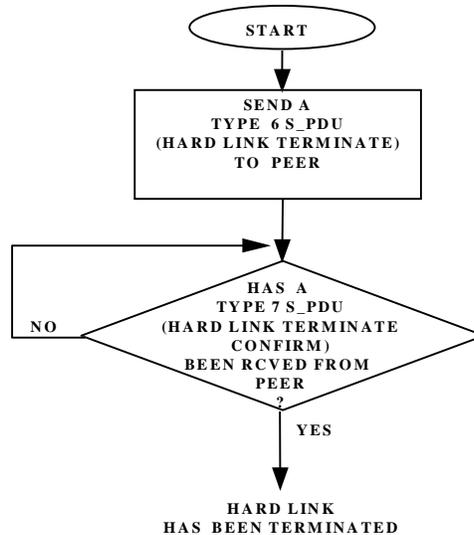 START
SEND A
TYPE 6 S_PDU
(HARD LINK TERMINATE)
TO PEER
HAS A
TYPE 7 S_PDU
(HARD LINK TERMINATE
CONFIRM)
BEEN RCVED FROM
PEER
?
NO
YES
HARD LINK
HAS BEEN TERMINATED